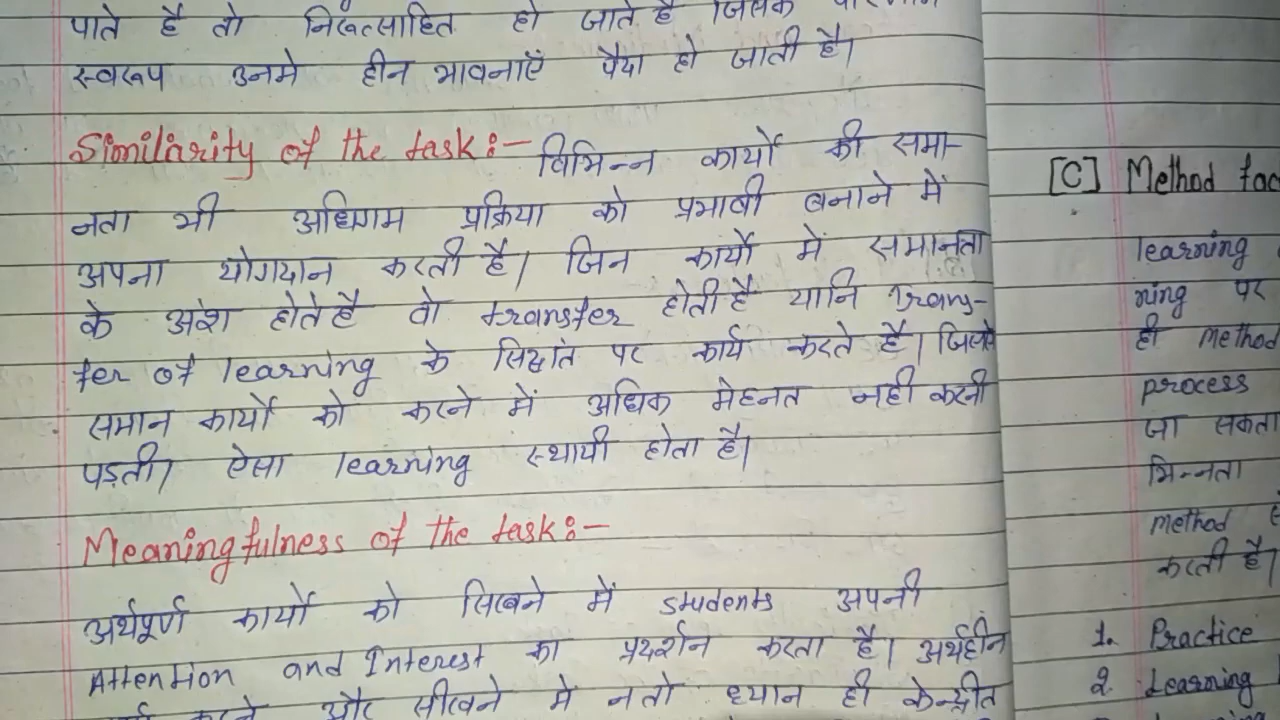 पाते है तो निरूत्साहित हो जाते है जिसके
स्वरूप उनमे हीन भावनाएँ पैदा हो जाती है।
Similarity of the task:- विभिन्न कार्यो की समा-
नता भी अधिगम प्रक्रिया को प्रभावी बनाने में
अपना योगदान करती है। जिन कार्यो में समानता
के अंश होते है वो transfer होती है यानि Trans-
fer of learning के सिद्धांत पर कार्य करते है। जिससे
समान कार्यो को करने में अधिक मेहनत नही करनी
पड़ती। ऐसा learning स्थायी होता है।
Meaningfulness of the task:-
अर्थपूर्ण कार्यो को सिखने में students अपनी
Attention and Interest का प्रदर्शन करता है। अर्थहीन
करने और सीखने मे न तो ध्यान ही केन्द्रीत
[C] Method fac
learning
ning पर
ही Method
process
जा सकता
भिन्नता
Method
करती है।
1. Practice
2. Learning